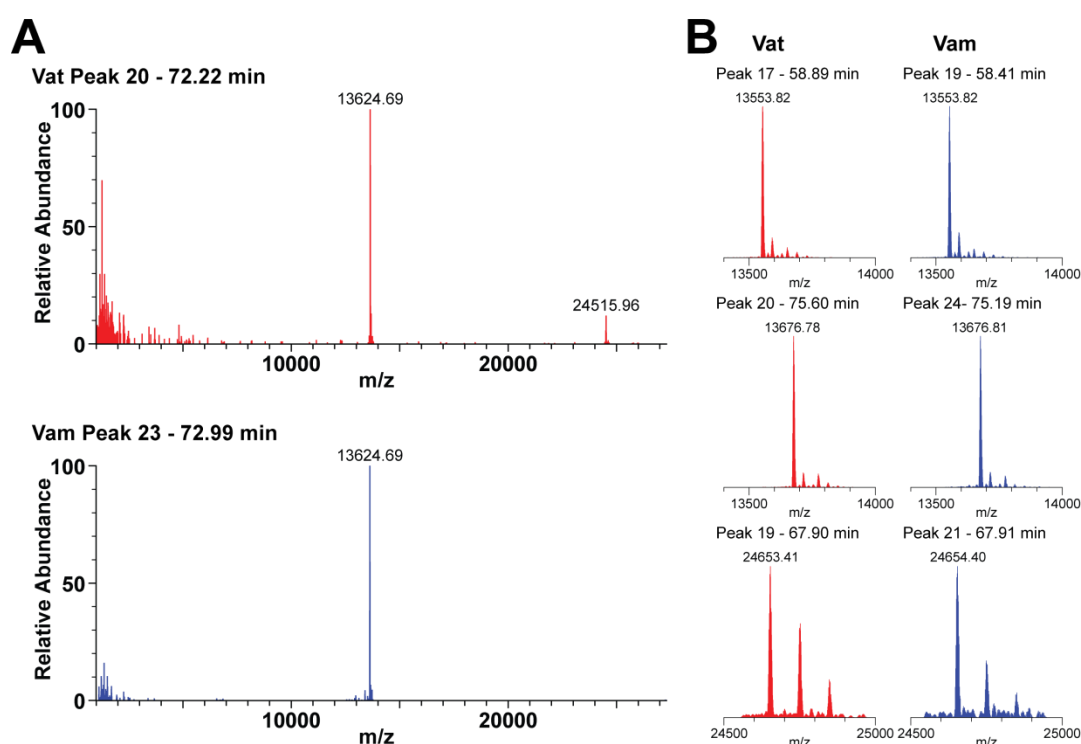 A
Vat Peak 20 - 72.22 min
13624.69
100
24515.96
50
0
Relative Abundance
10000
20000
m/z
Vam Peak 23 - 72.99 min
13624.69
100
50
0
Relative Abundance
10000
20000
m/z
B
Vat
Vam
Peak 17 - 58.89 min
Peak 19 - 58.41 min
13553.82
13553.82
13500
14000
m/z
13500
14000
m/z
Peak 20 - 75.60 min
Peak 24- 75.19 min
13676.78
13676.81
13500
14000
m/z
13500
14000
m/z
Peak 19 - 67.90 min
Peak 21 - 67.91 min
24653.41
24654.40
24500
25000
m/z
24500
25000
m/z